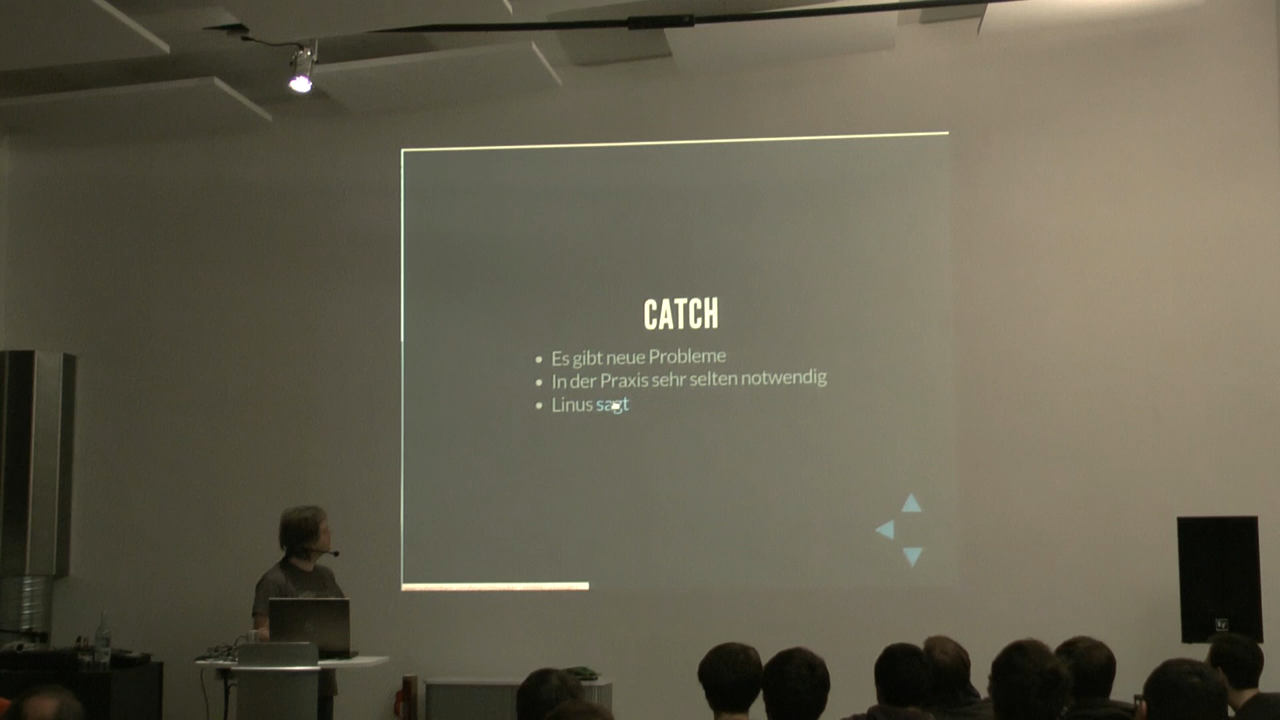 CATCH
Es gibt neue Probleme
In der Praxis sehr selten notwendig
Linus sagt